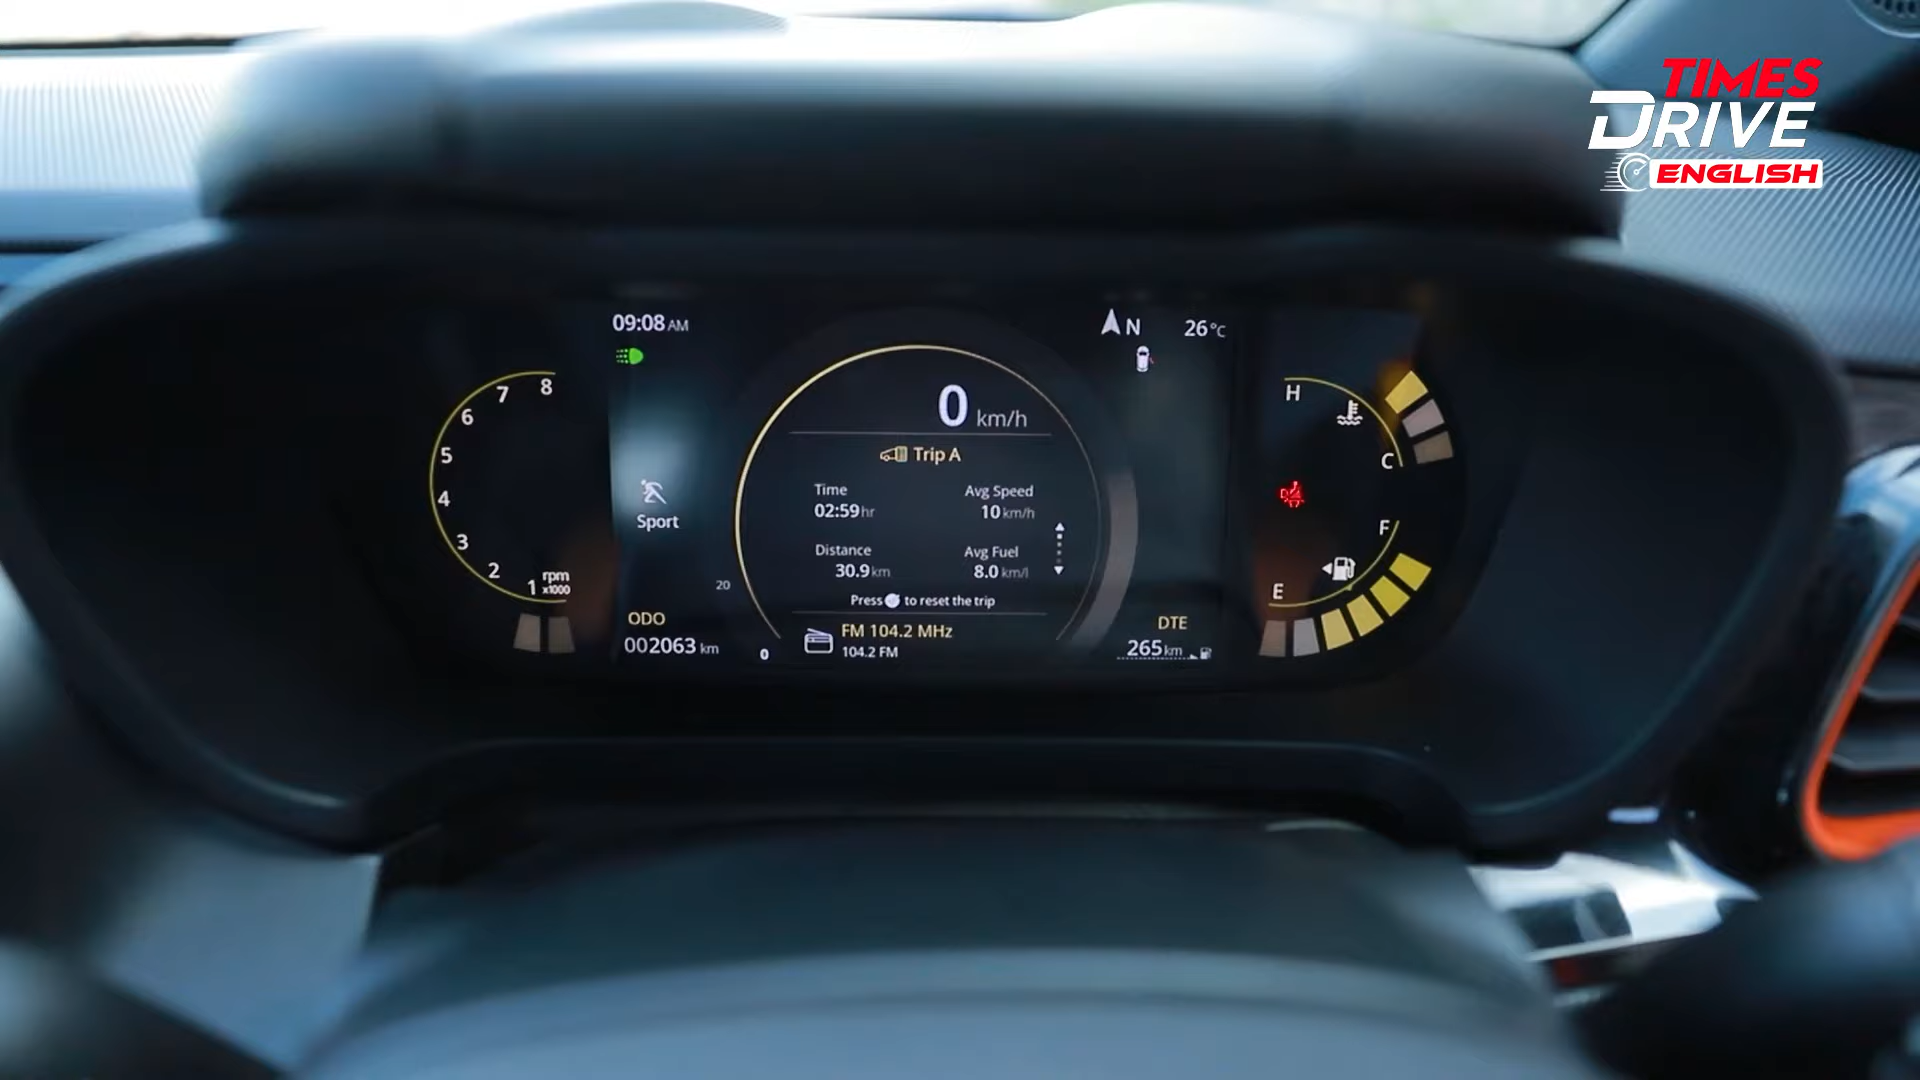 TIMES
DRIVE
ENGLISH
09:08 AM
N
26°C
8
7
6
5
4
3
2
1
rpm
x1000
Sport
0 km/h
Trip A
Time
02:59 hr
Avg Speed
10 km/h
Distance
30.9 km
Avg Fuel
8.0 km/l
Press to reset the trip
FM 104.2 MHz
104.2 FM
20
0
ODO
002063 km
DTE
265 km
H
C
F
E